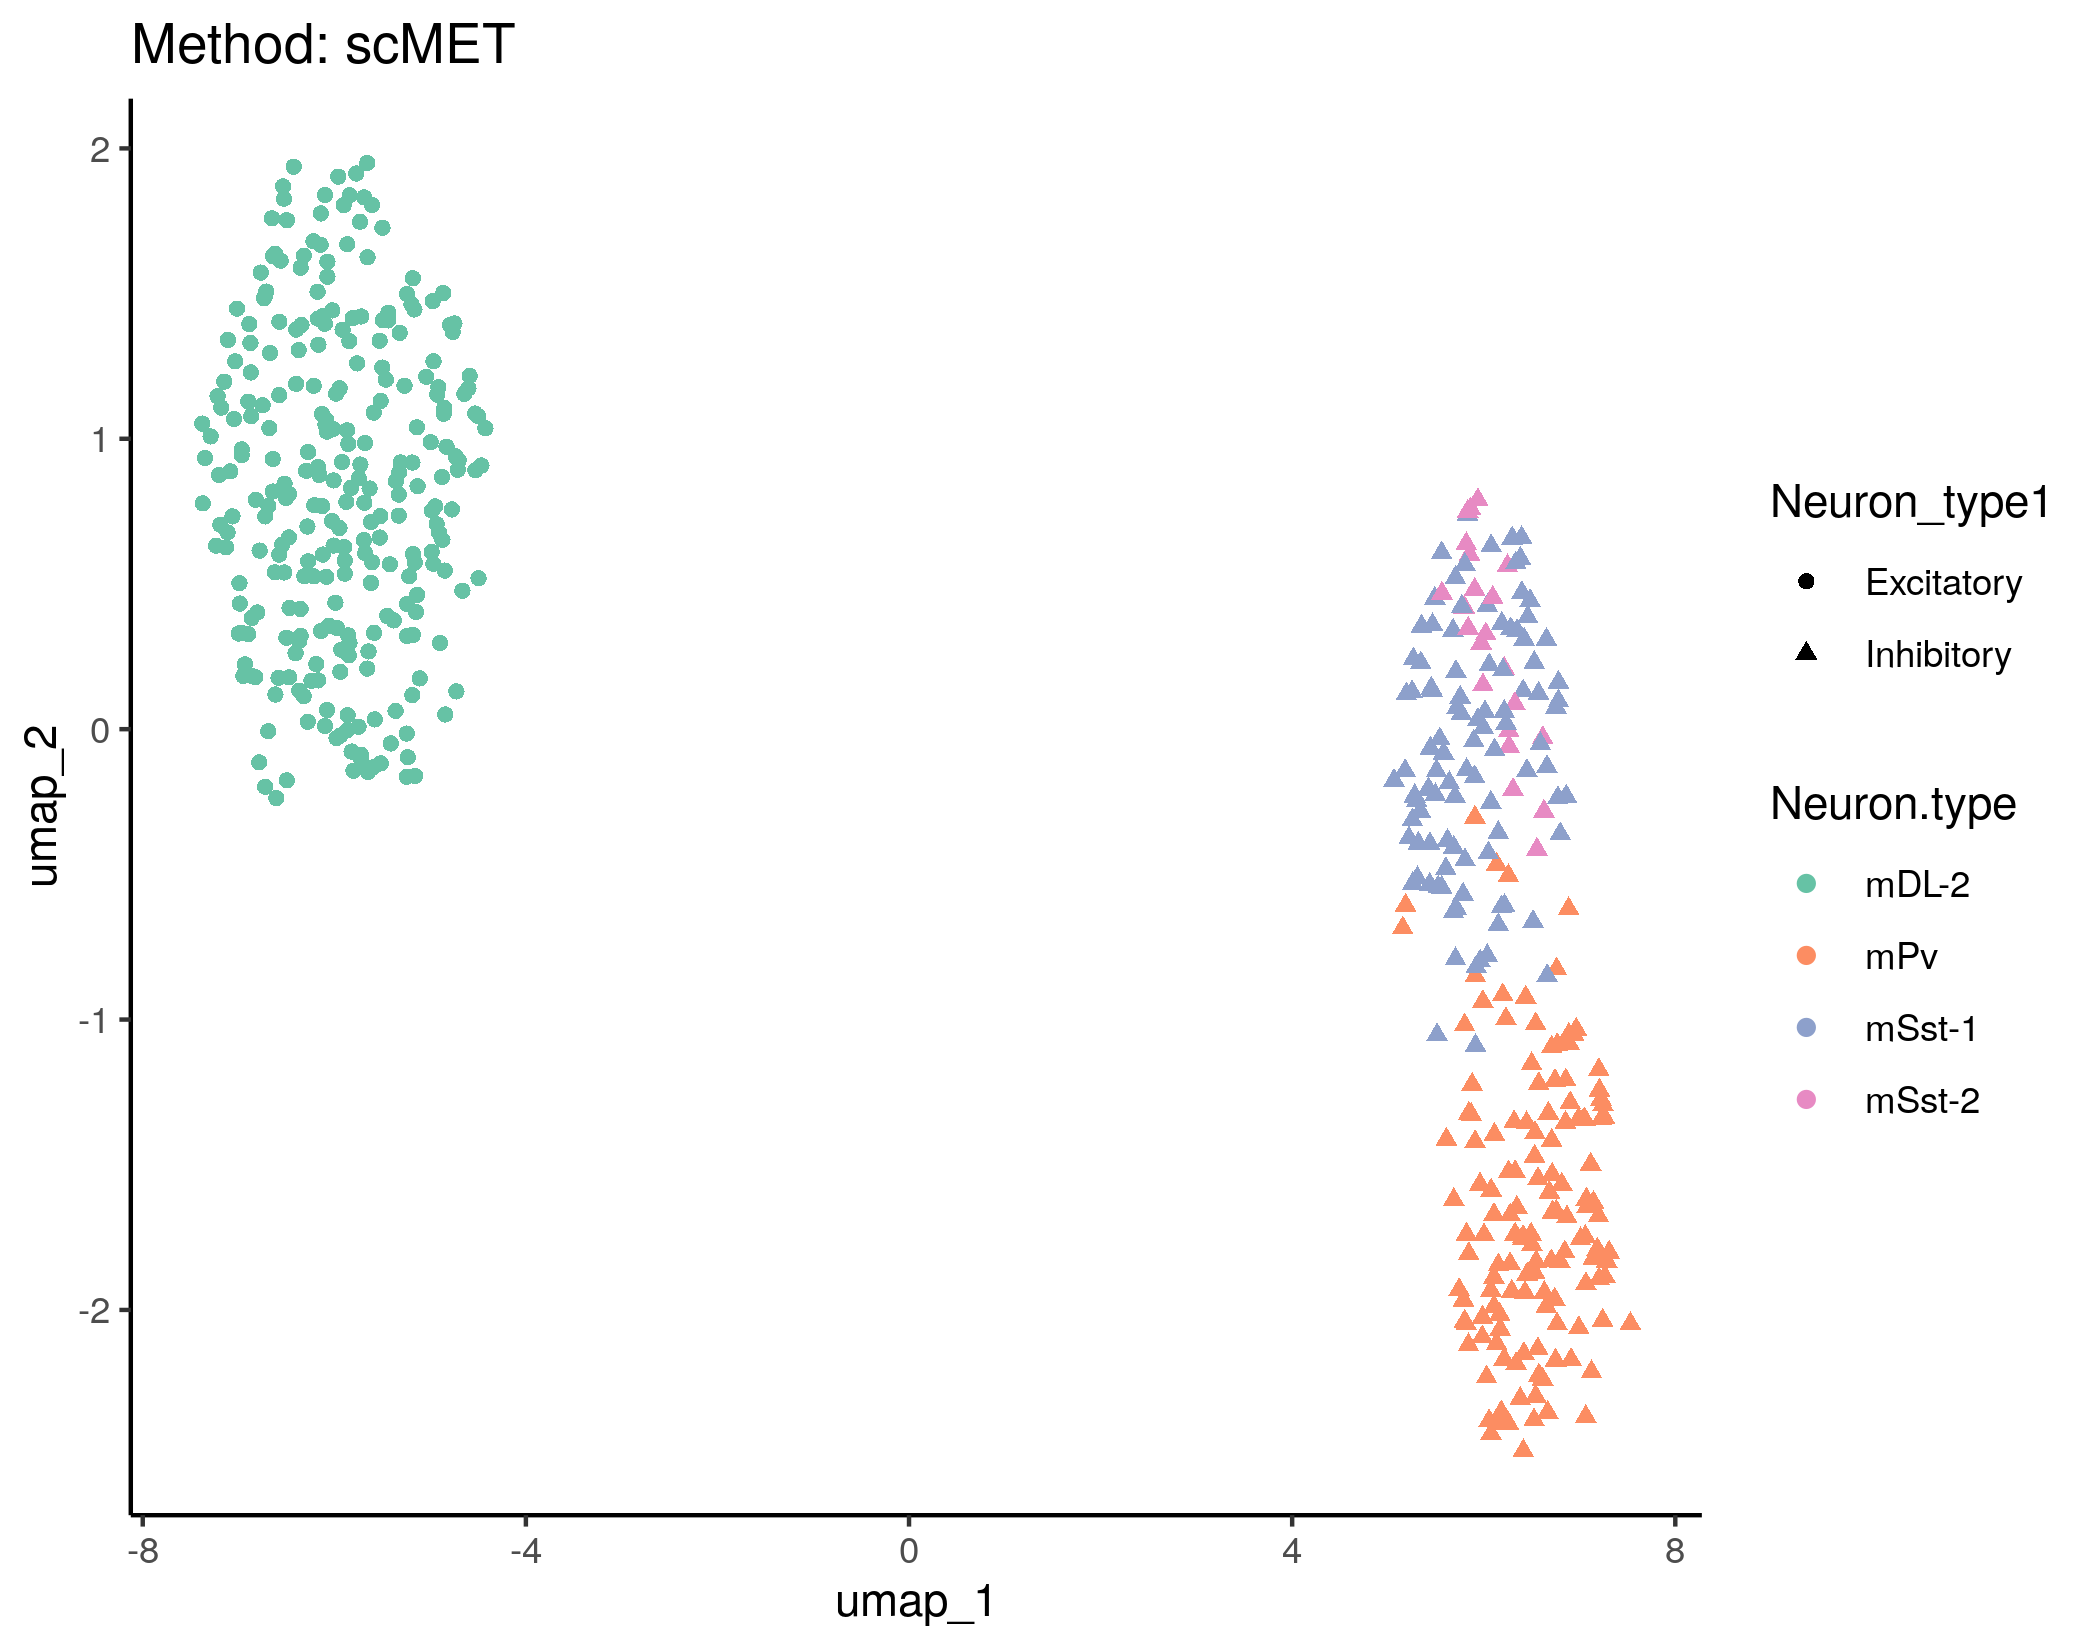 Method: scMET
umap_2
2
1
0
-1
-2
-8
-4
0
4
8
umap_1
Neuron_type1
Excitatory
Inhibitory
Neuron.type
mDL-2
mPv
mSst-1
mSst-2